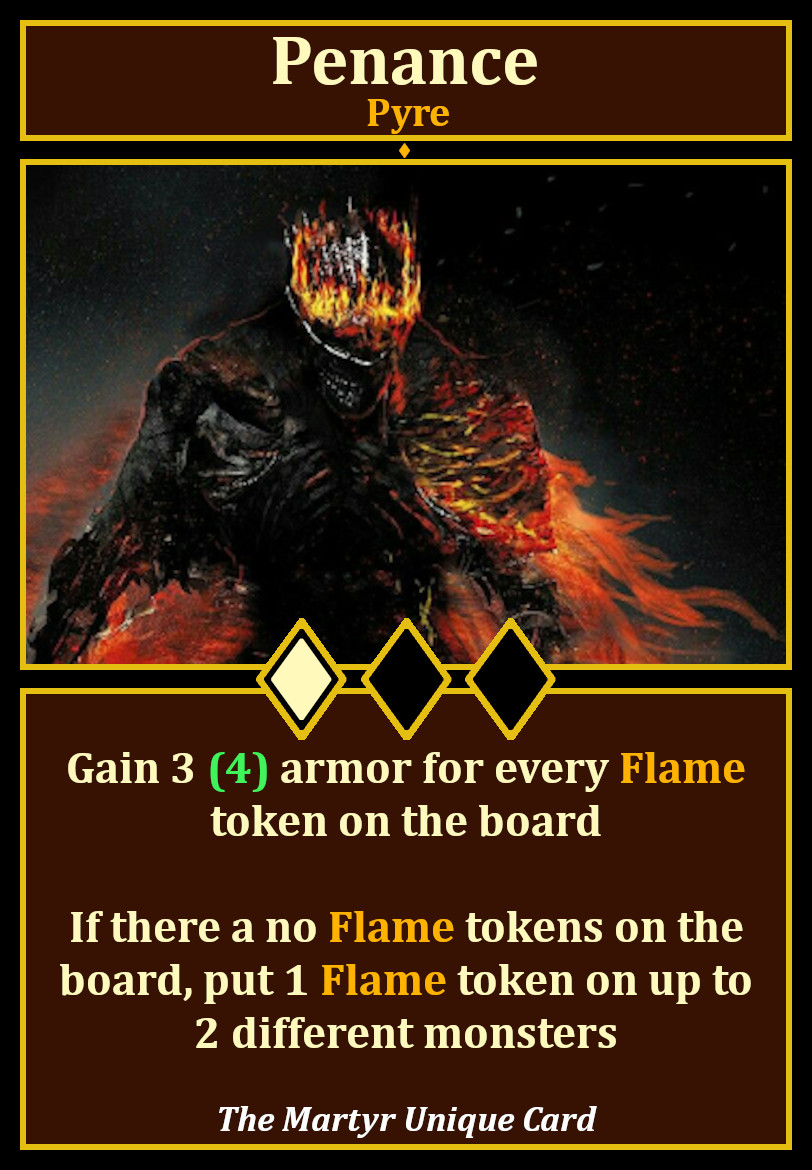 Penance
Pyre
Gain 3 (4) armor for every Flame
token on the board
If there a no Flame tokens on the
board, put 1 Flame token on up to
2 different monsters
The Martyr Unique Card